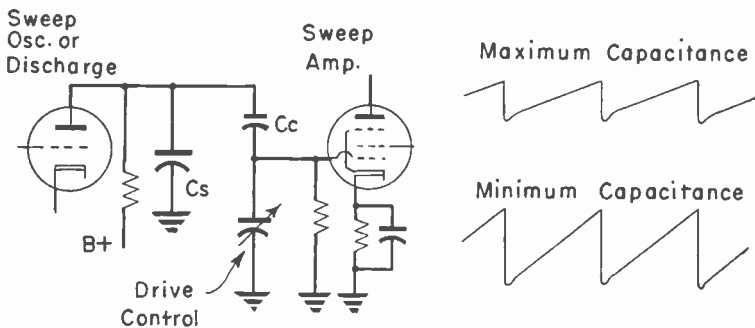 Sweep
Osc. or
Discharge
Sweep
Amp.
Cc
Cs
B+
Drive
Control
Maximum Capacitance
Minimum Capacitance